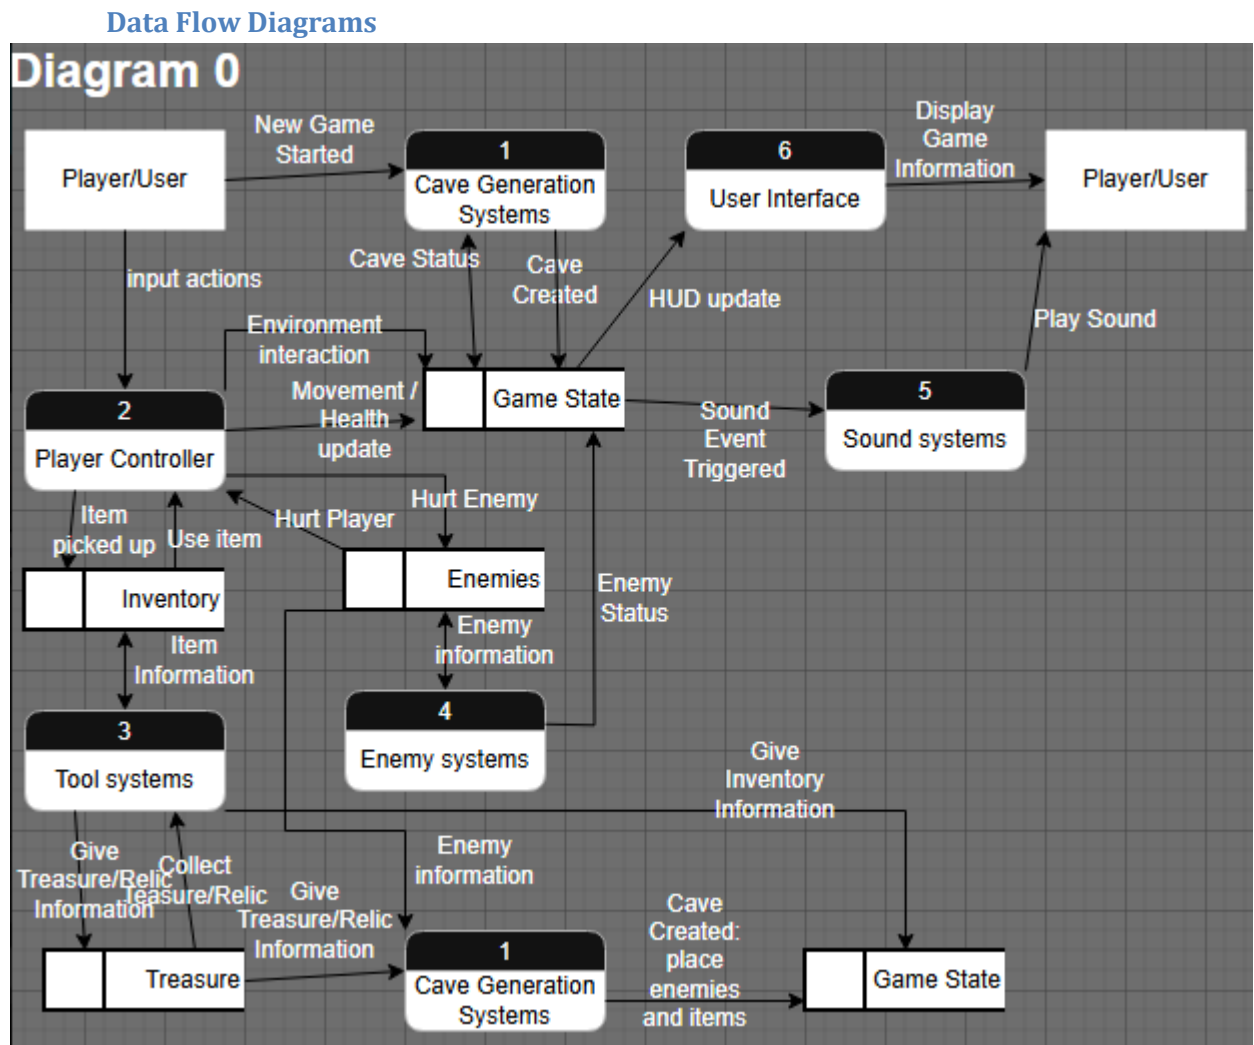 Data Flow Diagrams
Diagram 0
Player/User
New Game
Started
1
Cave Generation
Systems
6
User Interface
Display
Game
Information
Player/User
input actions
Cave Status
Cave
Created
HUD update
Play Sound
Environment
interaction
Movement /
Health
update
Game State
Sound
Event
Triggered
5
Sound systems
2
Player Controller
Hurt Enemy
Hurt Player
Item
picked up
Use item
Inventory
Enemies
Enemy
Status
Item
Information
Enemy
information
3
Tool systems
4
Enemy systems
Give
Inventory
Information
Give
Treasure/Relic
Information
Collect
Teasure/Relic
Give
Treasure/Relic
Information
Enemy
information
Treasure
1
Cave Generation
Systems
Cave
Created:
place
enemies
and items
Game State